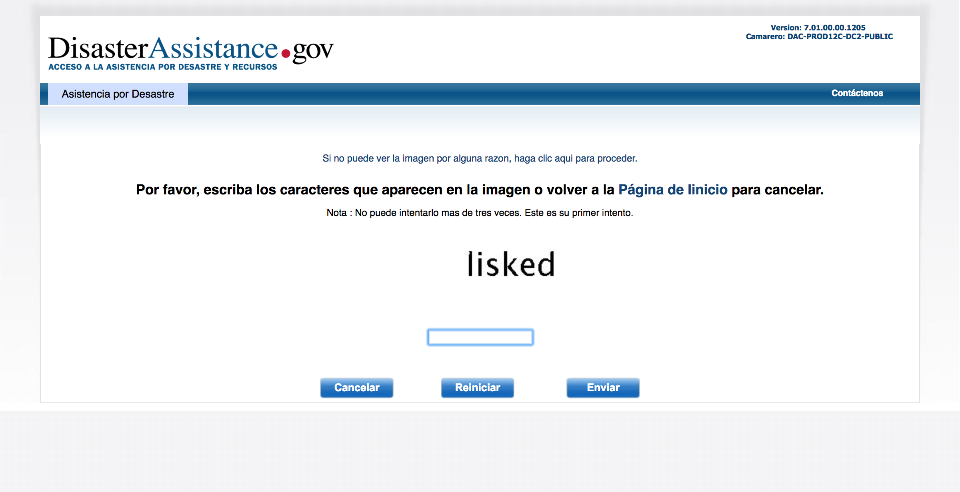 Version: 7.01.00.00.1205
Camarero: DAC-PROD12C-DC2-PUBLIC
DisasterAssistance.gov
ACCESO A LA ASISTENCIA POR DESASTRE Y RECURSOS
Asistencia por Desastre
Contáctenos
Si no puede ver la imagen por alguna razon, haga clic aqui para proceder.
Por favor, escriba los caracteres que aparecen en la imagen o volver a la Página de Iinicio para cancelar.
Nota : No puede intentarlo mas de tres veces. Este es su primer intento.
lisked
Cancelar Reiniciar Enviar